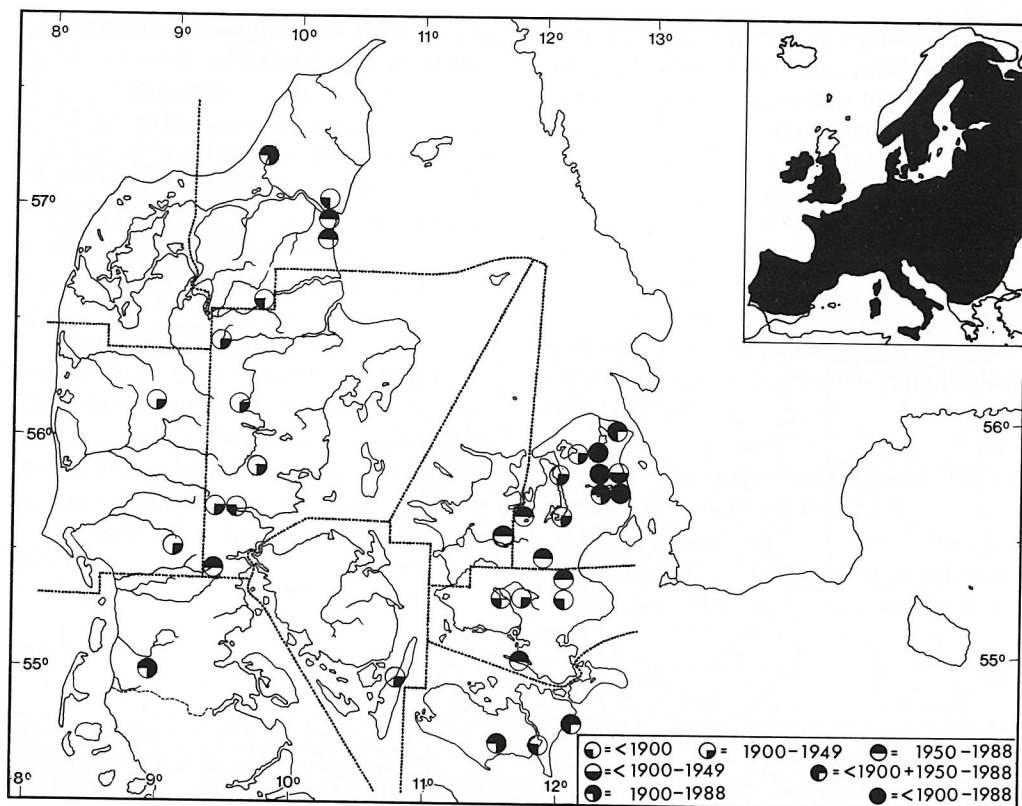 8° 9° 10° 11° 12° 13°
57°
56° 56°
55° 55°
8° 9° 10° 11° 12°
= <1900 = 1900-1949 = 1950-1988
= <1900-1949 = <1900+1950-1988
= 1900-1988 = <1900-1988